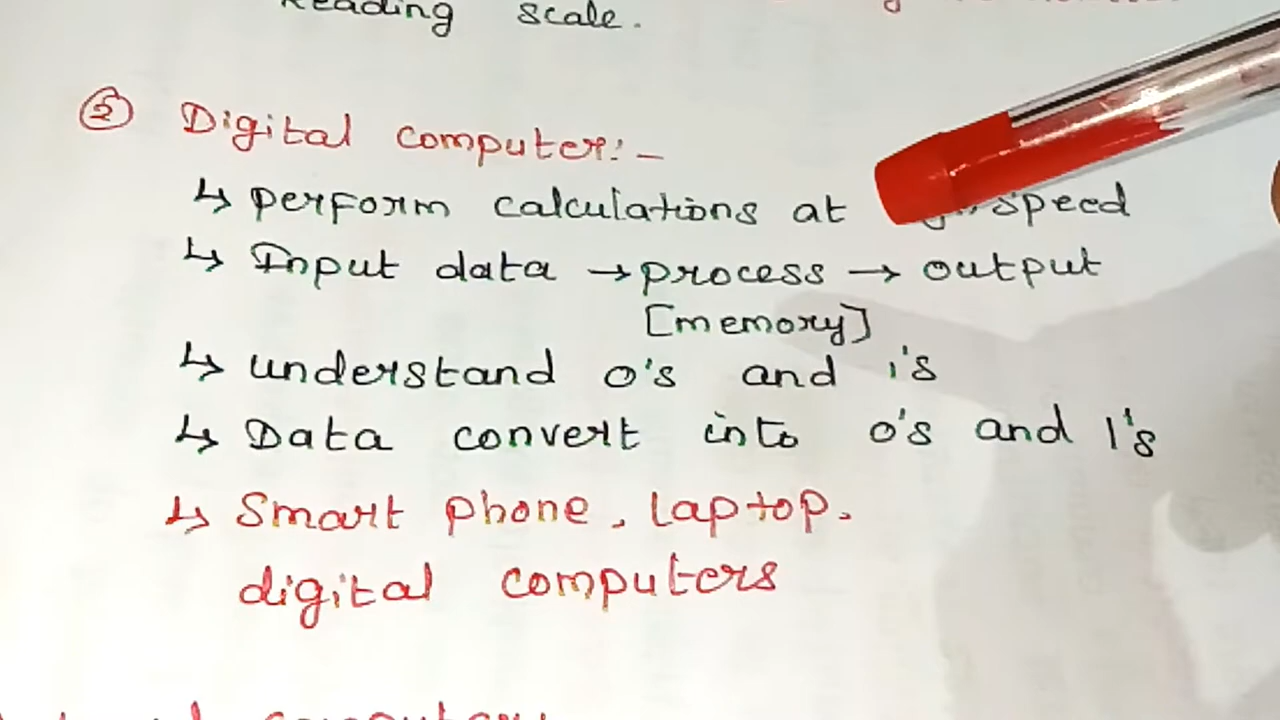 Reading scale.
② Digital computer:-
↳ perform calculations at speed
↳ Input data → process → output
[memory]
↳ understand 0's and 1's
↳ Data convert into 0's and 1's
↳ Smart phone, laptop.
digital computers